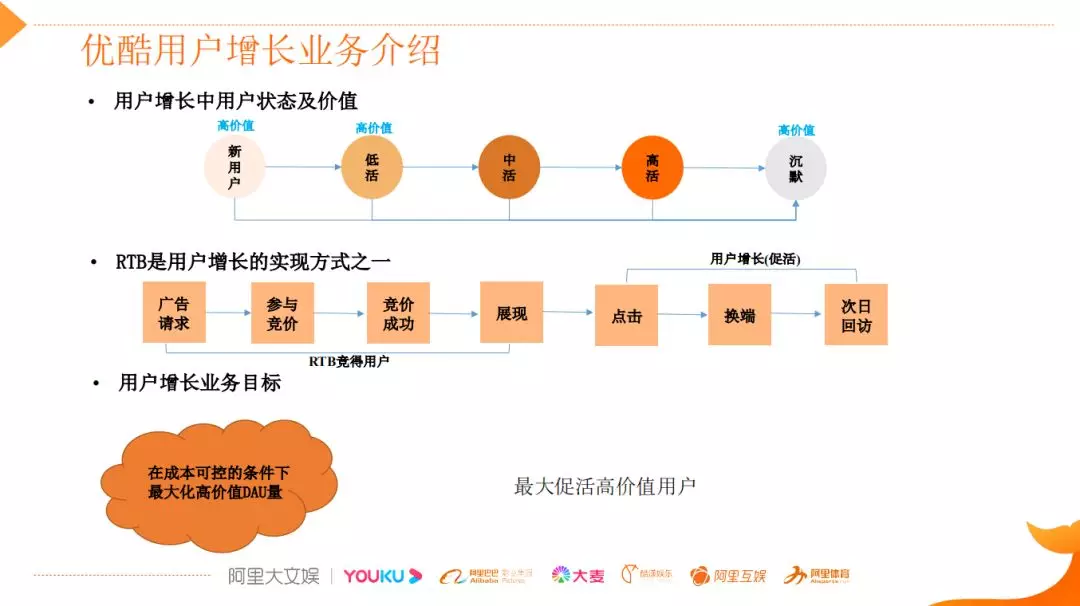 优酷用户增长业务介绍
• 用户增长中用户状态及价值
高价值
高价值
高价值
新用户
低活
中活
高活
沉默
• RTB是用户增长的实现方式之一
用户增长(促活)
广告请求
参与竞价
竞价成功
展现
点击
换端
次日回访
RTB竞得用户
• 用户增长业务目标
在成本可控的条件下
最大化高价值DAU量
最大促活高价值用户
阿里大文娱
YOUKU
阿里巴巴影业集团
Alibaba Pictures
大麦
酷漾娱乐
阿里互娱
阿里体育